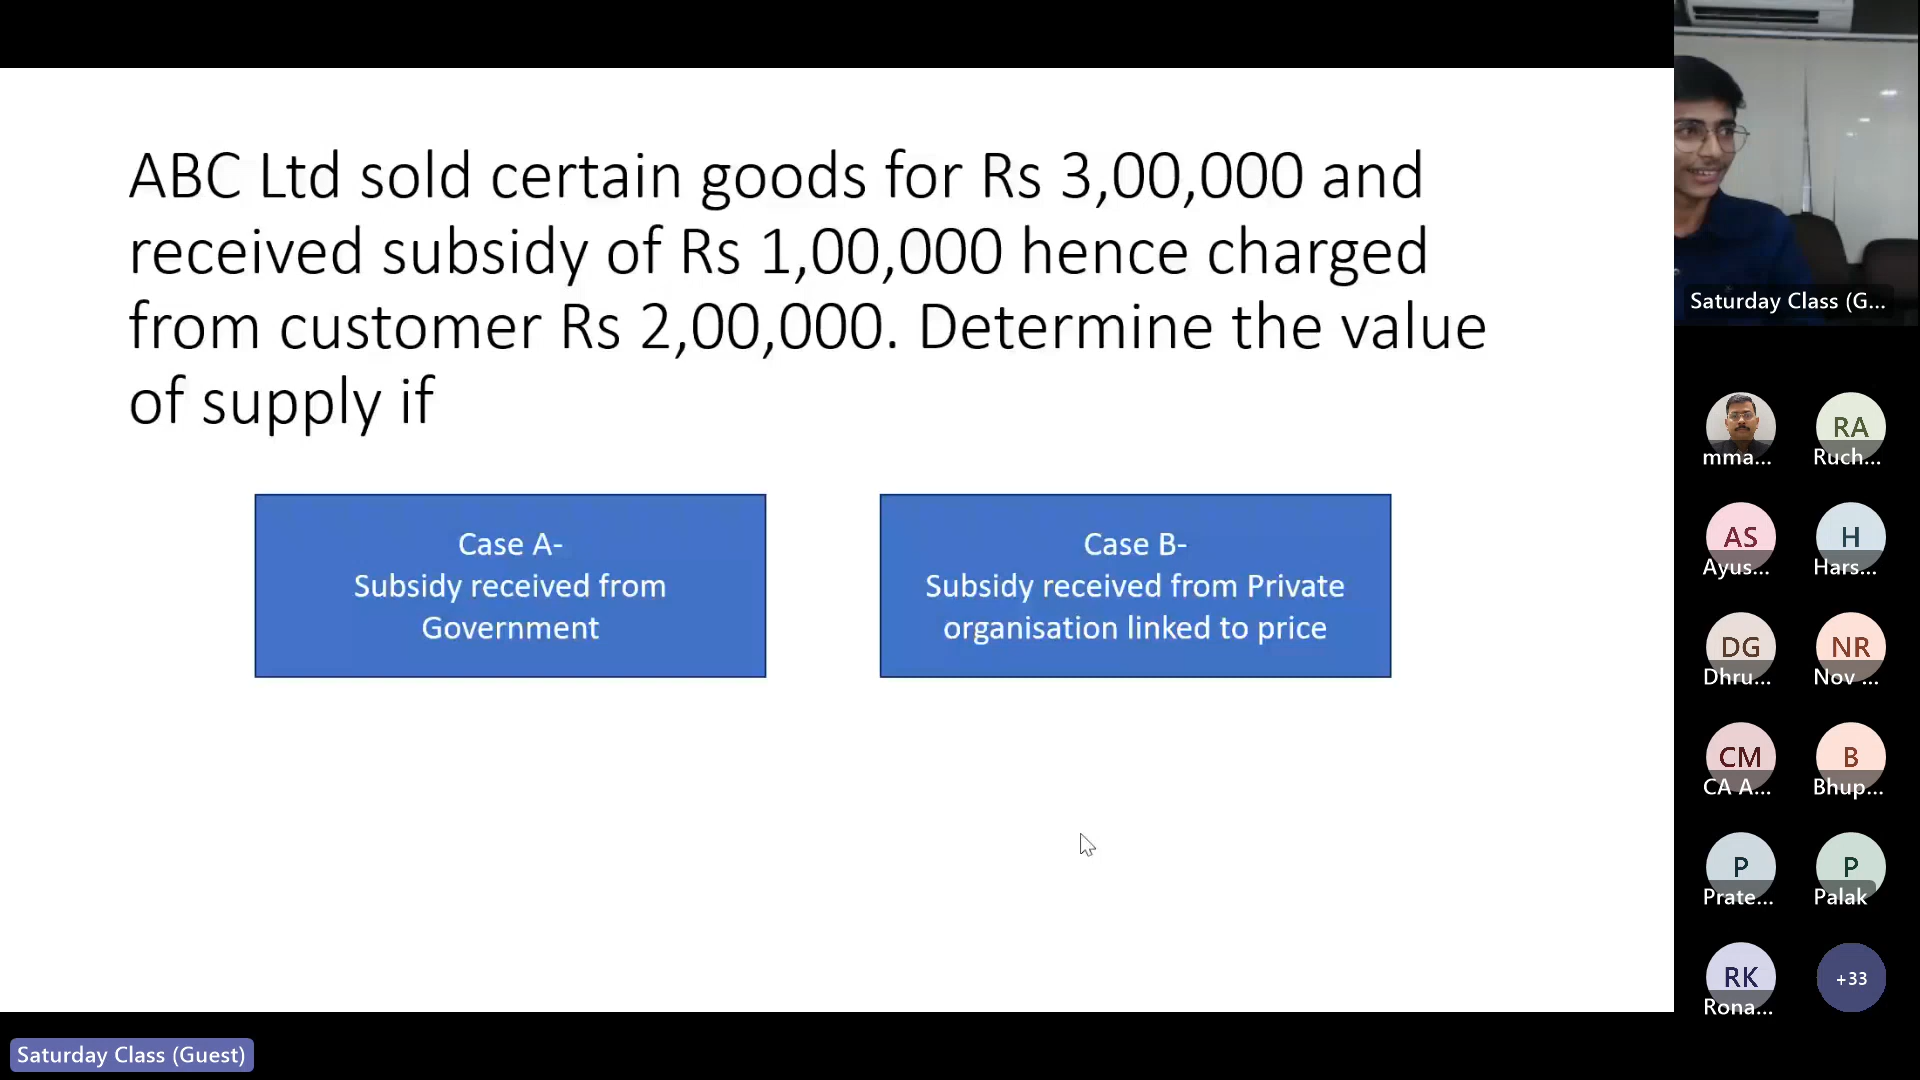 ABC Ltd sold certain goods for Rs 3,00,000 and
received subsidy of Rs 1,00,000 hence charged
from customer Rs 2,00,000. Determine the value
of supply if
Case A-
Subsidy received from
Government
Case B-
Subsidy received from Private
organisation linked to price
Saturday Class (G...
mma...
RA
Ruch...
AS
Ayus...
H
Hars...
DG
Dhru...
NR
Nov ...
CM
CA A...
B
Bhup...
P
Prate...
P
Palak
RK
Rona...
+33
Saturday Class (Guest)